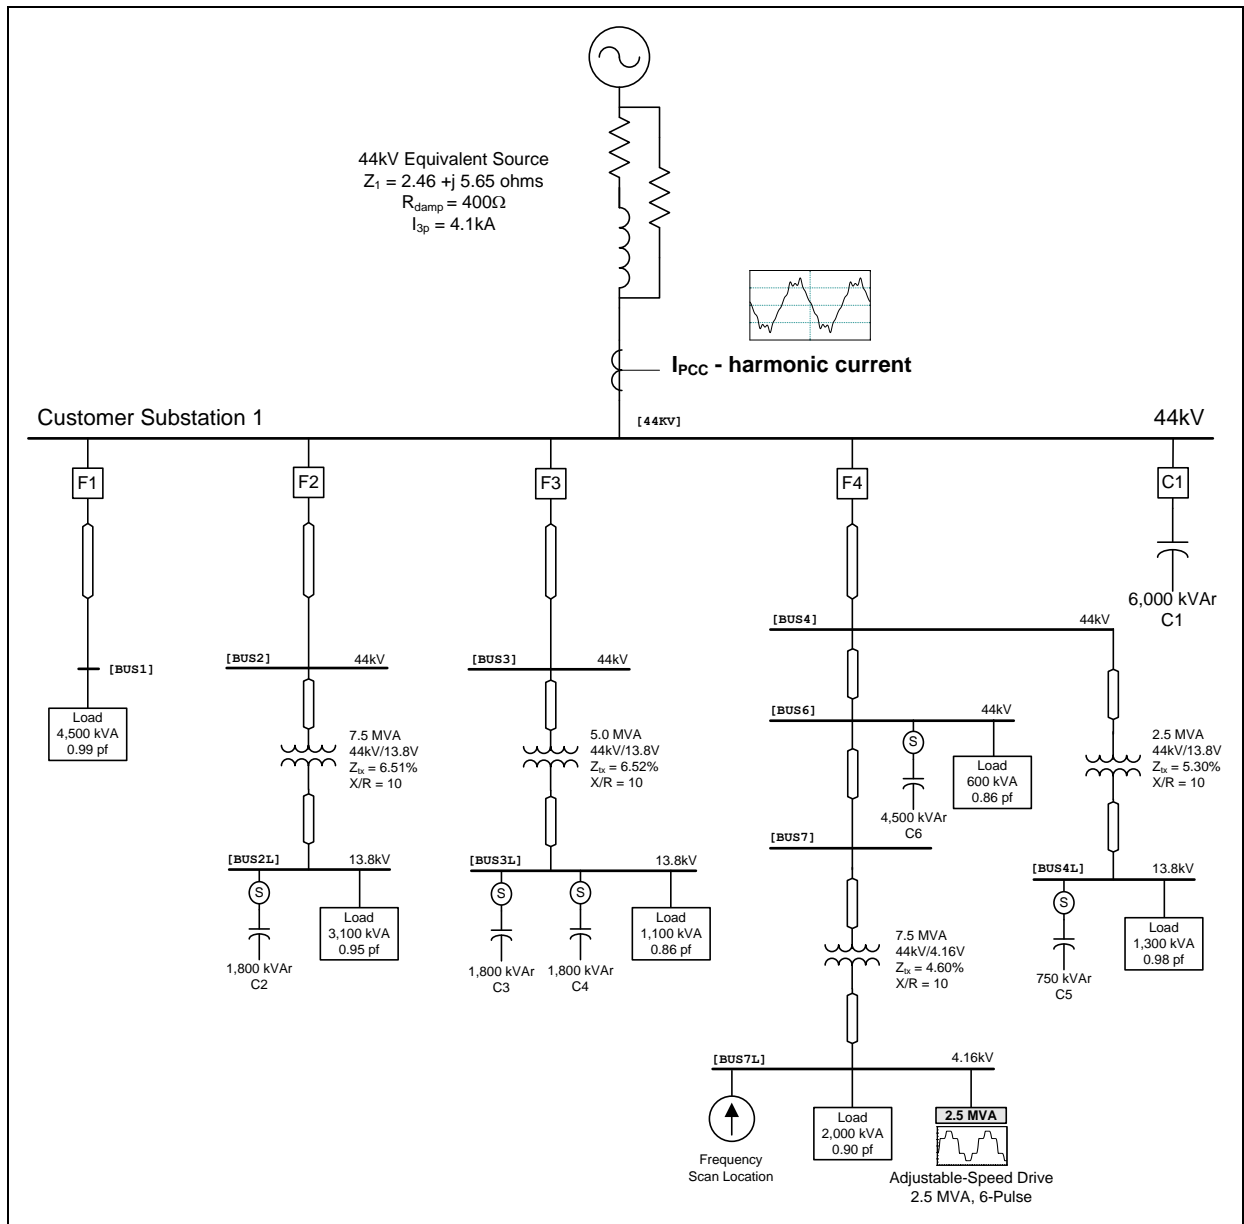 44kV Equivalent Source
Z1 = 2.46 +j 5.65 ohms
Rdamp = 400Ω
I3p = 4.1kA
IPCC - harmonic current
Customer Substation 1
[44KV]
44kV
F1
F2
F3
F4
C1
6,000 kVAr
C1
[BUS1]
Load
4,500 kVA
0.99 pf
[BUS2]
44kV
7.5 MVA
44kV/13.8V
Ztx = 6.51%
X/R = 10
[BUS2L]
13.8kV
S
1,800 kVAr
C2
Load
3,100 kVA
0.95 pf
[BUS3]
44kV
5.0 MVA
44kV/13.8V
Ztx = 6.52%
X/R = 10
[BUS3L]
13.8kV
S
1,800 kVAr
C3
S
1,800 kVAr
C4
Load
1,100 kVA
0.86 pf
[BUS4]
44kV
[BUS6]
44kV
S
4,500 kVAr
C6
Load
600 kVA
0.86 pf
[BUS7]
7.5 MVA
44kV/4.16V
Ztx = 4.60%
X/R = 10
2.5 MVA
44kV/13.8V
Ztx = 5.30%
X/R = 10
[BUS4L]
13.8kV
S
750 kVAr
C5
Load
1,300 kVA
0.98 pf
[BUS7L]
4.16kV
Frequency
Scan Location
Load
2,000 kVA
0.90 pf
2.5 MVA
Adjustable-Speed Drive
2.5 MVA, 6-Pulse